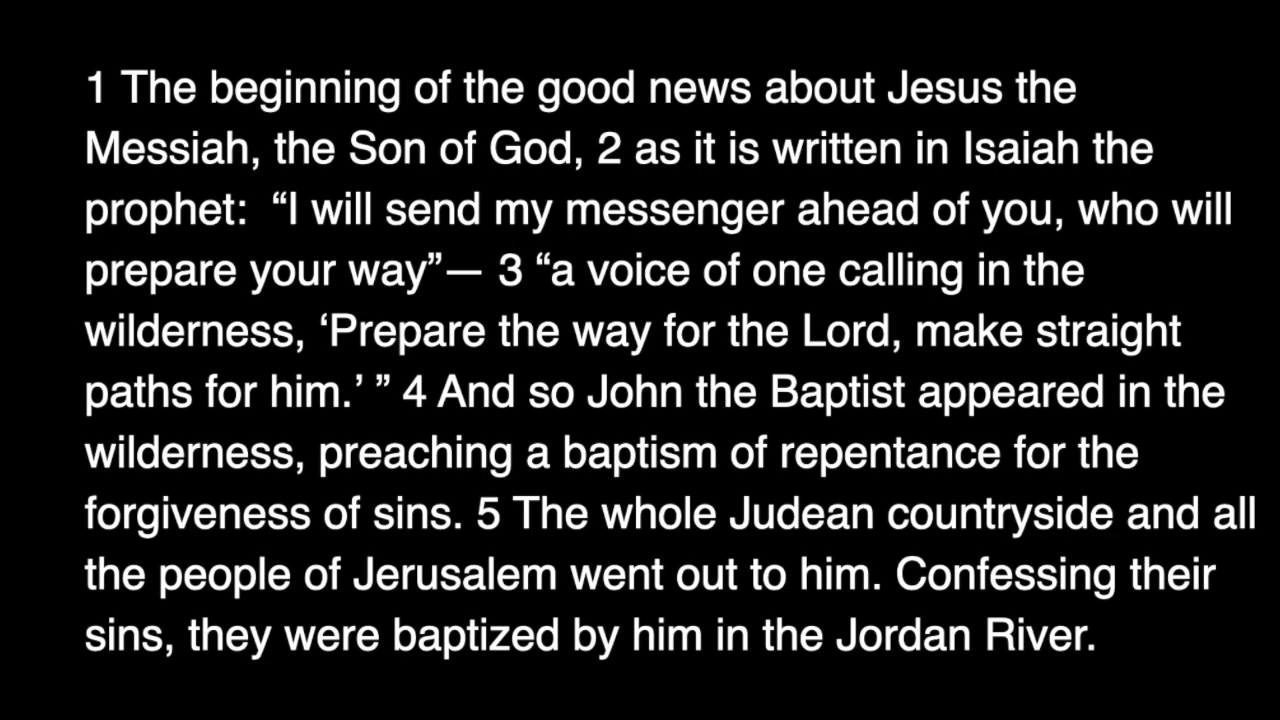 1 The beginning of the good news about Jesus the
Messiah, the Son of God, 2 as it is written in Isaiah the
prophet:  “I will send my messenger ahead of you, who will
prepare your way”— 3 “a voice of one calling in the
wilderness, ‘Prepare the way for the Lord, make straight
paths for him.’ ” 4 And so John the Baptist appeared in the
wilderness, preaching a baptism of repentance for the
forgiveness of sins. 5 The whole Judean countryside and all
the people of Jerusalem went out to him. Confessing their
sins, they were baptized by him in the Jordan River.